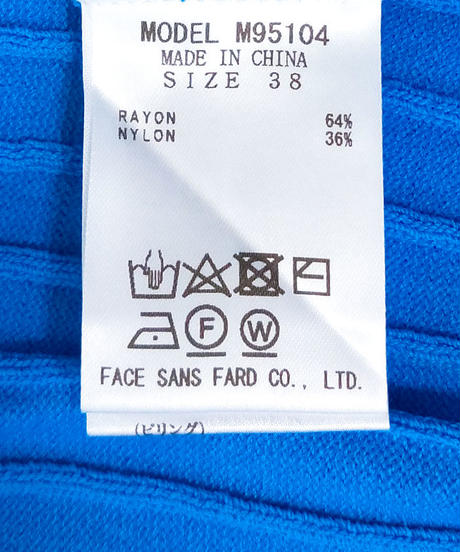 MODEL M95104
MADE IN CHINA
SIZE 38
RAYON 64%
NYLON 36%
F W
FACE SANS FARD CO., LTD.
(ピリング)